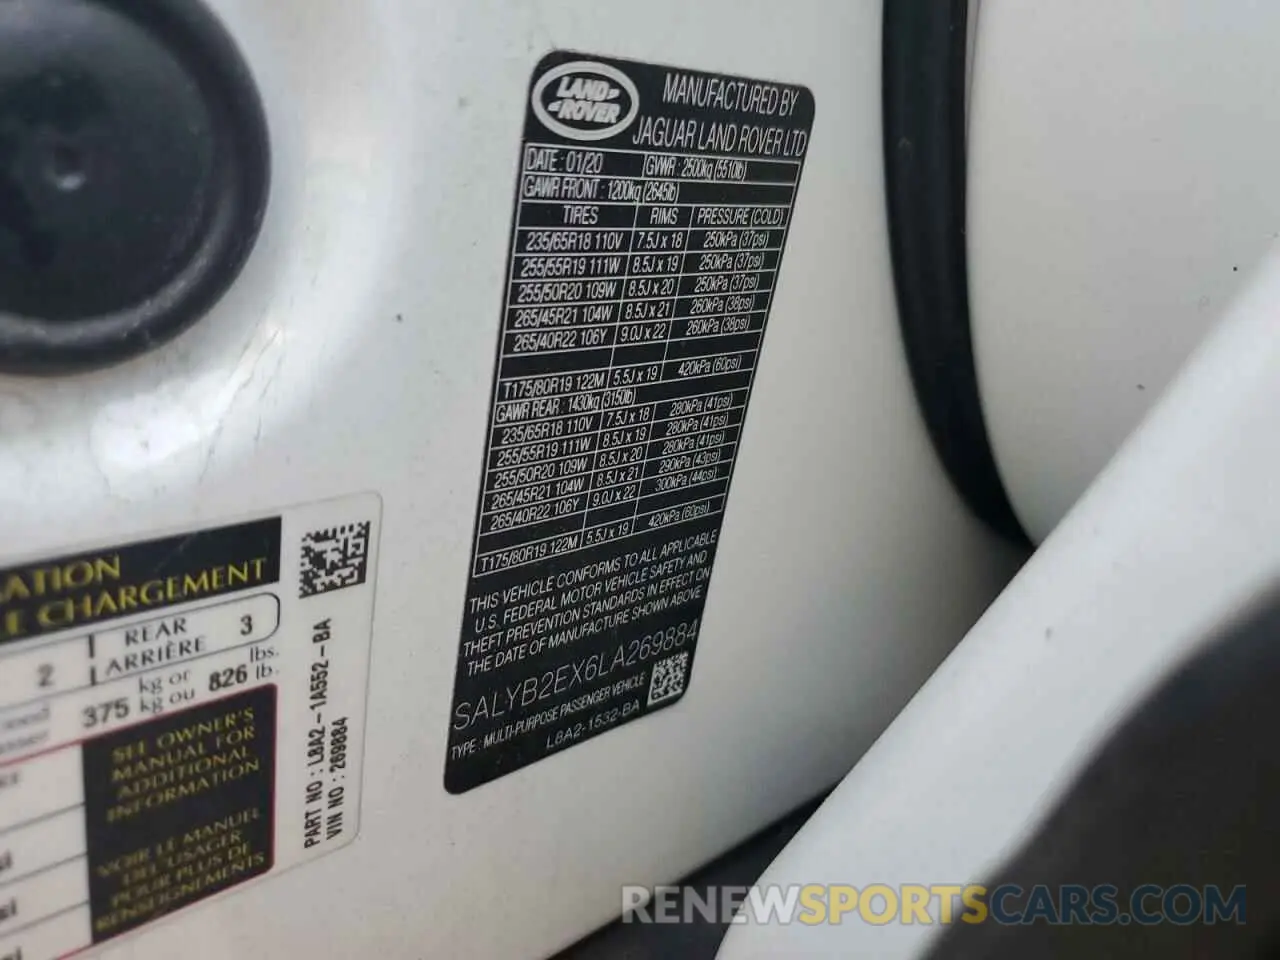 LAND
ROVER
MANUFACTURED BY
JAGUAR LAND ROVER LTD
DATE : 01/20 GVWR : 2500kg (5510lb)
GAWR FRONT : 1200kg (2645lb)
TIRES RIMS PRESSURE (COLD)
235/65R18 110V 7.5J x 18 250kPa (37psi)
255/55R19 111W 8.5J x 19 250kPa (37psi)
255/50R20 109W 8.5J x 20 250kPa (37psi)
265/45R21 104W 8.5J x 21 260kPa (38psi)
265/40R22 106Y 9.0J x 22 260kPa (38psi)
T175/80R19 122M 5.5J x 19 420kPa (60psi)
GAWR REAR : 1430kg (3150lb)
235/65R18 110V 7.5J x 18 280kPa (41psi)
255/55R19 111W 8.5J x 19 280kPa (41psi)
255/50R20 109W 8.5J x 20 280kPa (41psi)
265/45R21 104W 8.5J x 21 290kPa (43psi)
265/40R22 106Y 9.0J x 22 300kPa (44psi)
T175/80R19 122M 5.5J x 19 420kPa (60psi)
THIS VEHICLE CONFORMS TO ALL APPLICABLE
U.S. FEDERAL MOTOR VEHICLE SAFETY AND
THEFT PREVENTION STANDARDS IN EFFECT ON
THE DATE OF MANUFACTURE SHOWN ABOVE
SALYB2EX6LA269884
TYPE : MULTI-PURPOSE PASSENGER VEHICLE
L8A2-1532-BA
ATION
E CHARGEMENT
2 REAR 3
ARRIÈRE
375 kg or 826 lbs.
kg ou lb.
SEE OWNER'S
MANUAL FOR
ADDITIONAL
INFORMATION
VOIR LE MANUEL
DE L'USAGER
POUR PLUS DE
RENSEIGNEMENTS
PART NO : L8A2-1A552-BA
VIN NO : 269884
RENEWSPORTSCARS.COM